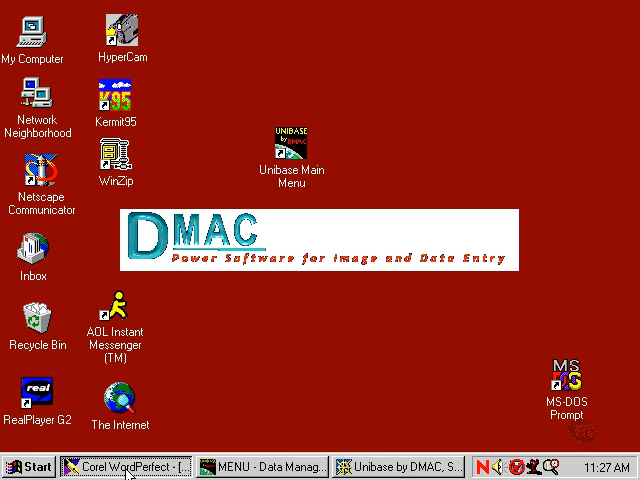 My Computer
HyperCam
Network
Neighborhood
K95
Kermit95
UNIBASE
by DMAC
Unibase Main
Menu
WinZip
Netscape
Communicator
DMAC
Power Software for Image and Data Entry
Inbox
Recycle Bin
AOL Instant
Messenger
(TM)
real
RealPlayer G2
The Internet
MS
DOS
MS-DOS
Prompt
Start
Corel WordPerfect - [...
MENU - Data Manag...
Unibase by DMAC, S...
N
11:27 AM